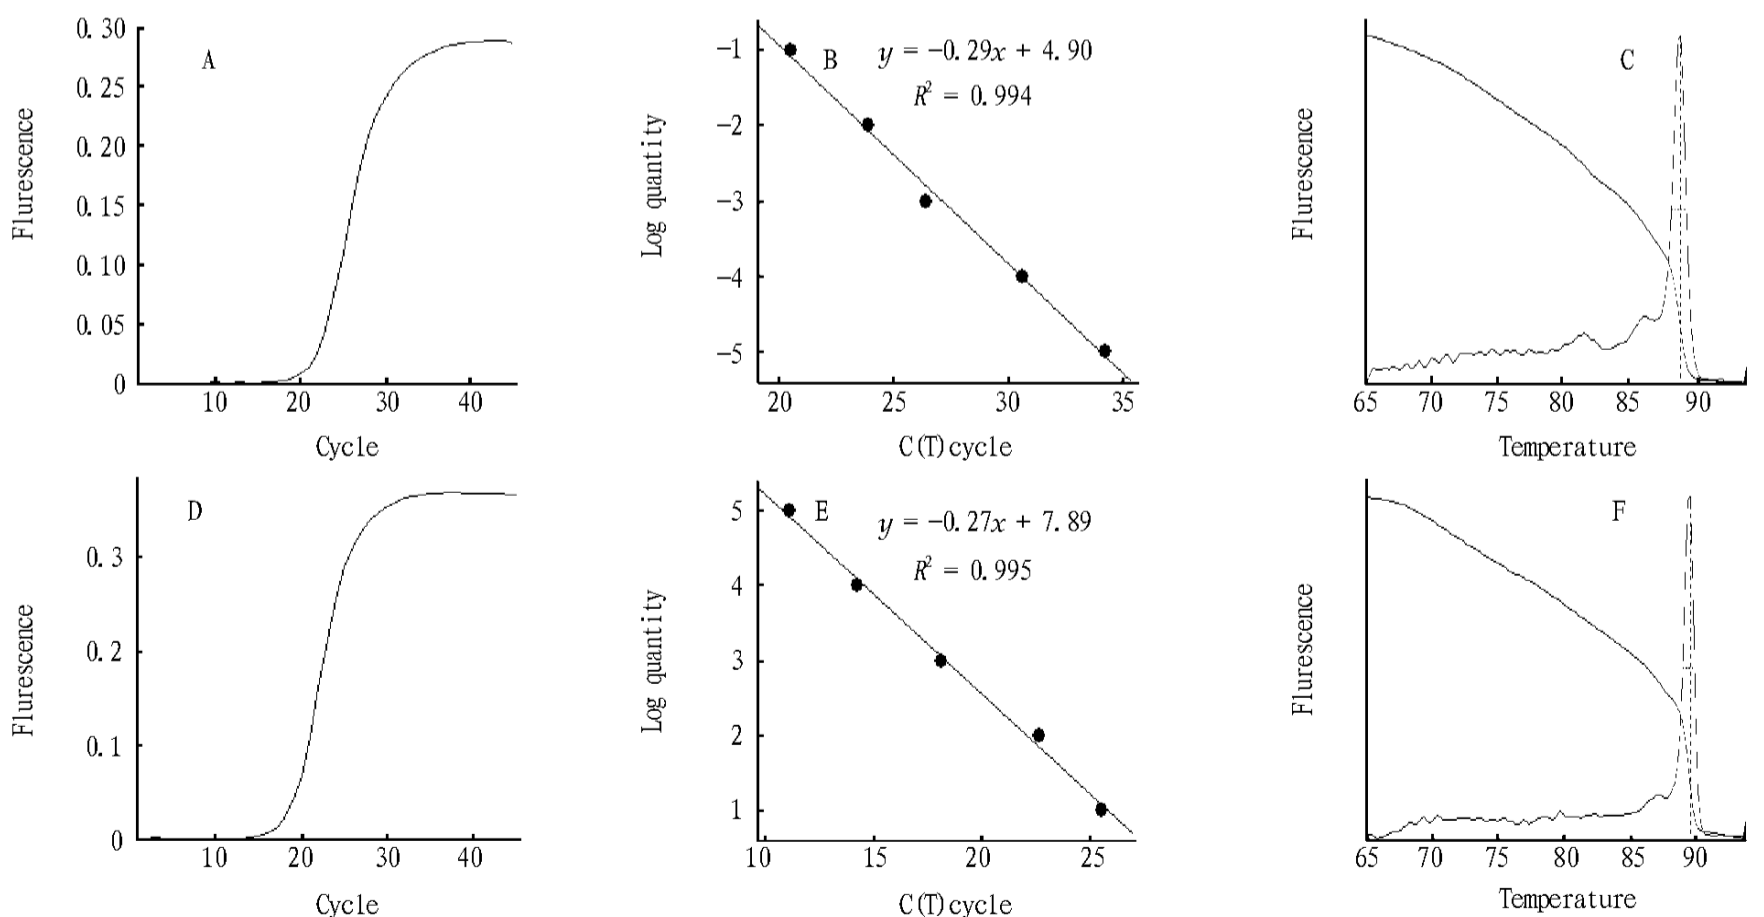 A
0.30
0.25
0.20
0.15
0.10
0.05
0
10 20 30 40
Flurescence
Cycle
B
y = -0.29x + 4.90
R² = 0.994
-1
-2
-3
-4
-5
20 25 30 35
Log quantity
C(T)cycle
C
Flurescence
65 70 75 80 85 90
Temperature
D
0.3
0.2
0.1
0
10 20 30 40
Flurescence
Cycle
E
y = -0.27x + 7.89
R² = 0.995
5
4
3
2
1
10 15 20 25
Log quantity
C(T)cycle
F
Flurescence
65 70 75 80 85 90
Temperature